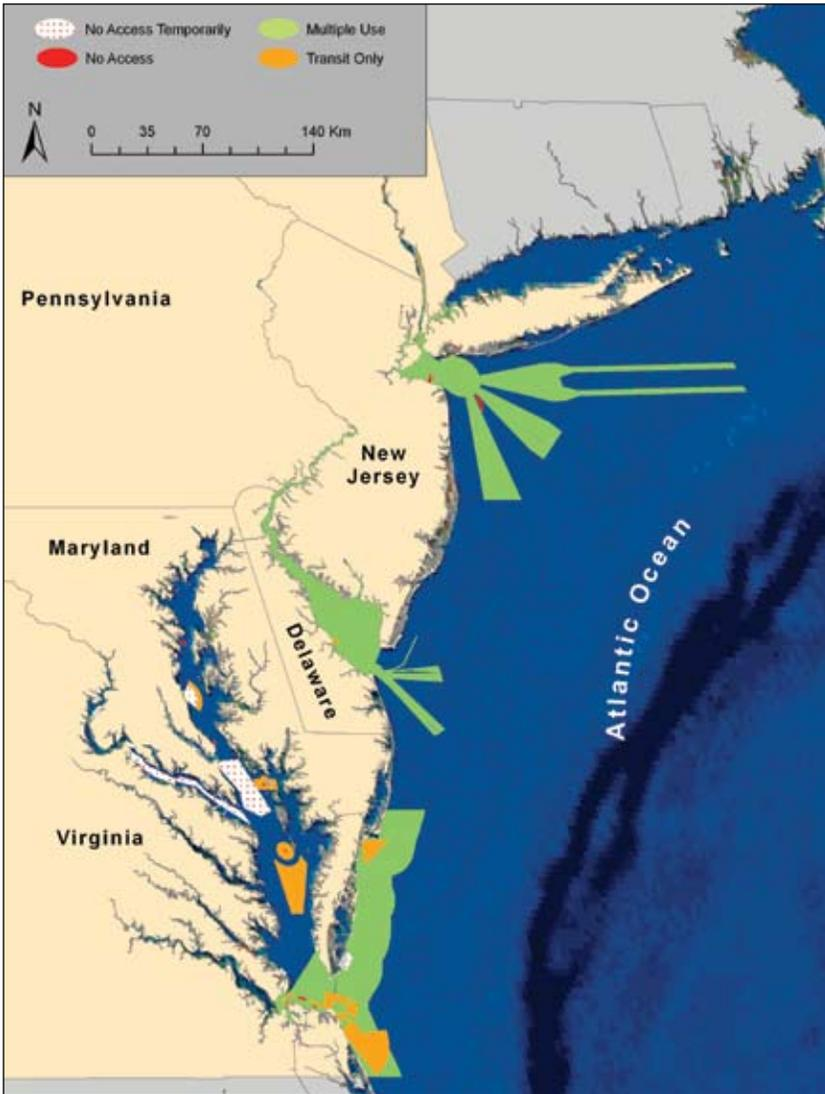 No Access Temporarily
Multiple Use
No Access
Transit Only
N
0 35 70 140 Km
Pennsylvania
New
Jersey
Maryland
Delaware
Atlantic Ocean
Virginia